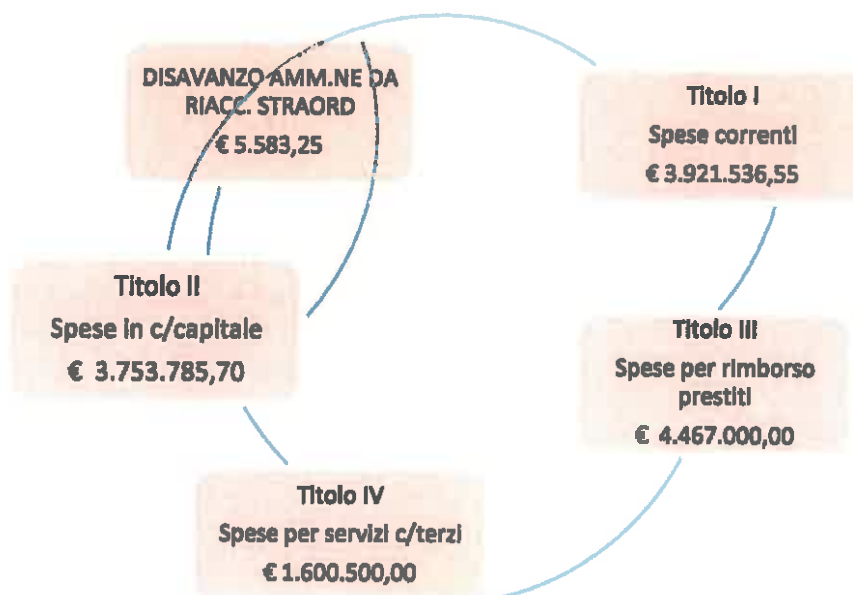 DISAVANZO AMM.NE DA
RIACC. STRAORD
€ 5.583,25
Titolo I
Spese correnti
€ 3.921.536,55
Titolo II
Spese in c/capitale
€ 3.753.785,70
Titolo III
Spese per rimborso
prestiti
€ 4.467.000,00
Titolo IV
Spese per servizi c/terzi
€ 1.600.500,00